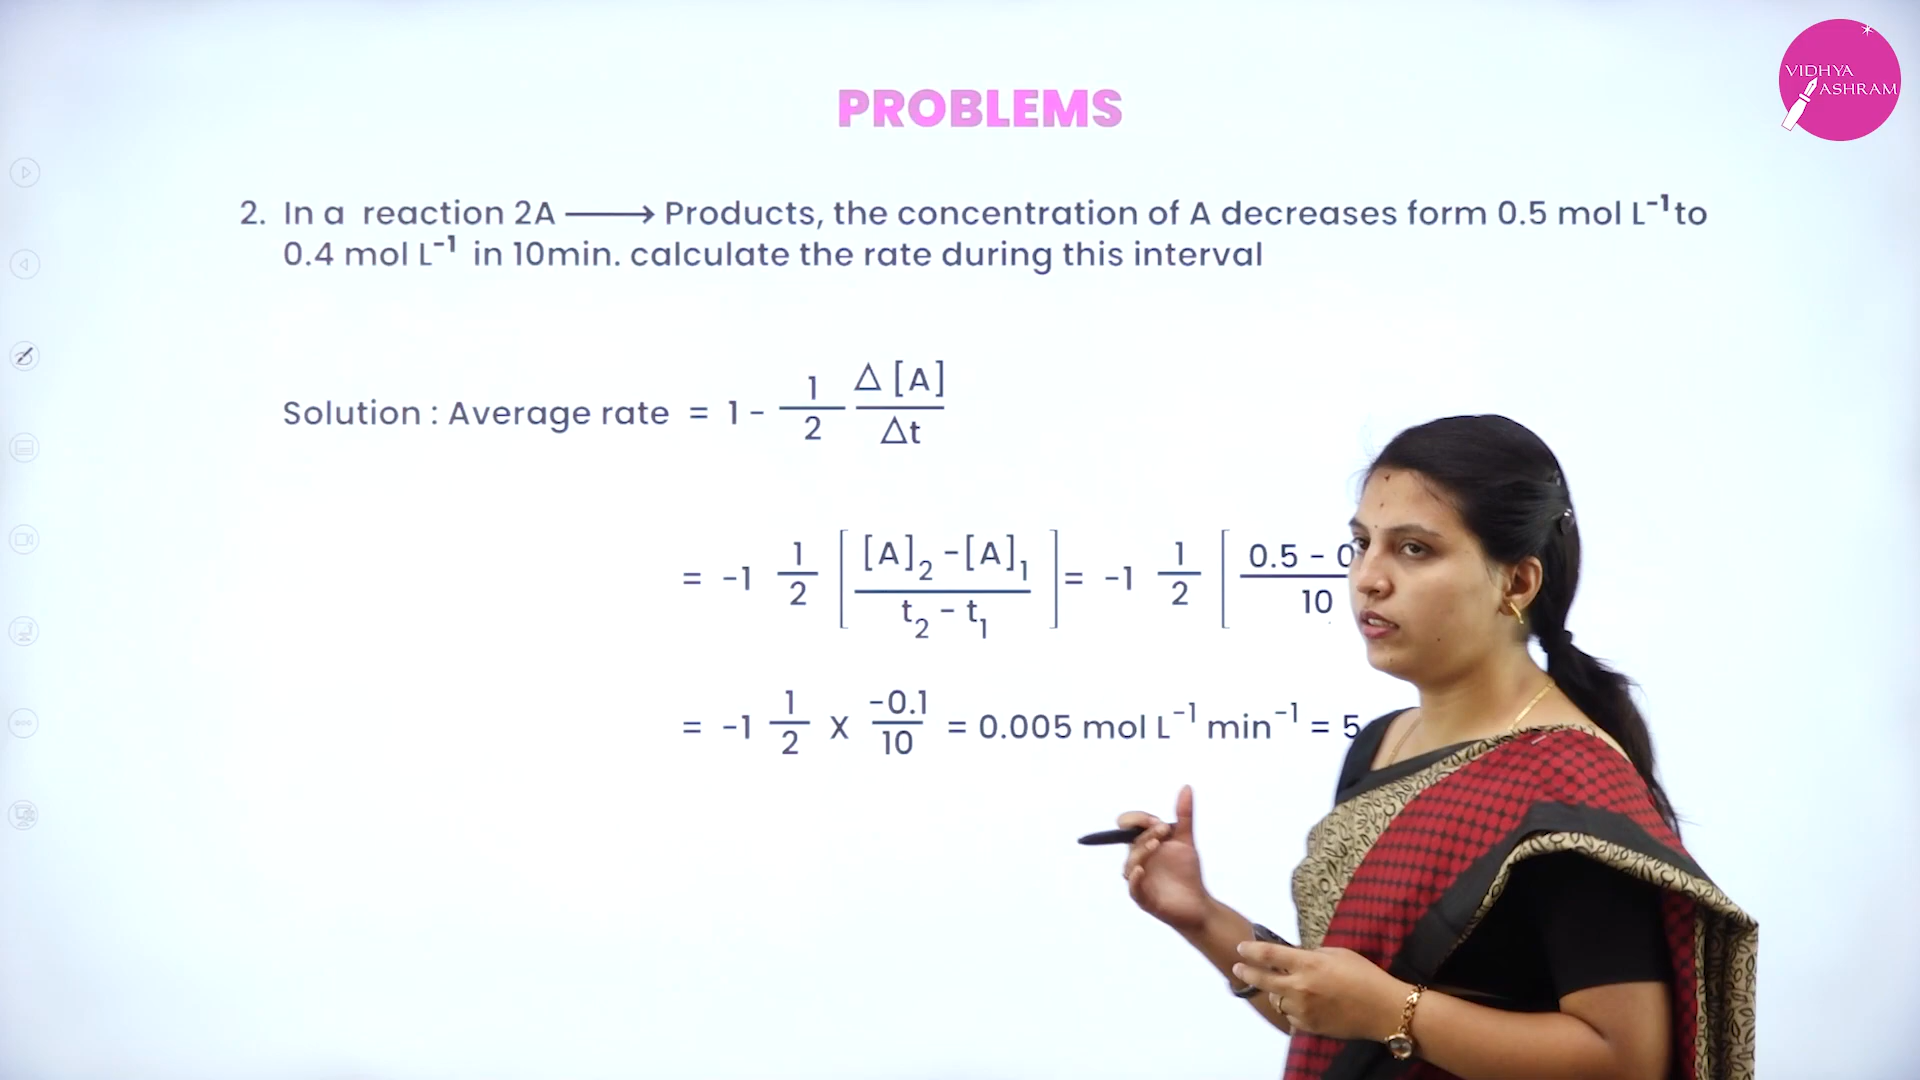 VIDHYA
ASHRAM
PROBLEMS
2. In a reaction 2A ⟶ Products, the concentration of A decreases form 0.5 mol L⁻¹ to
0.4 mol L⁻¹ in 10min. calculate the rate during this interval
Solution : Average rate = 1 - 1/2 Δ [A]/Δt
= -1 1/2 [ [A]₂ - [A]₁ / t₂ - t₁ ] = -1 1/2 [ 0.5 - 0 / 10
= -1 1/2 X -0.1/10 = 0.005 mol L⁻¹ min⁻¹ = 5